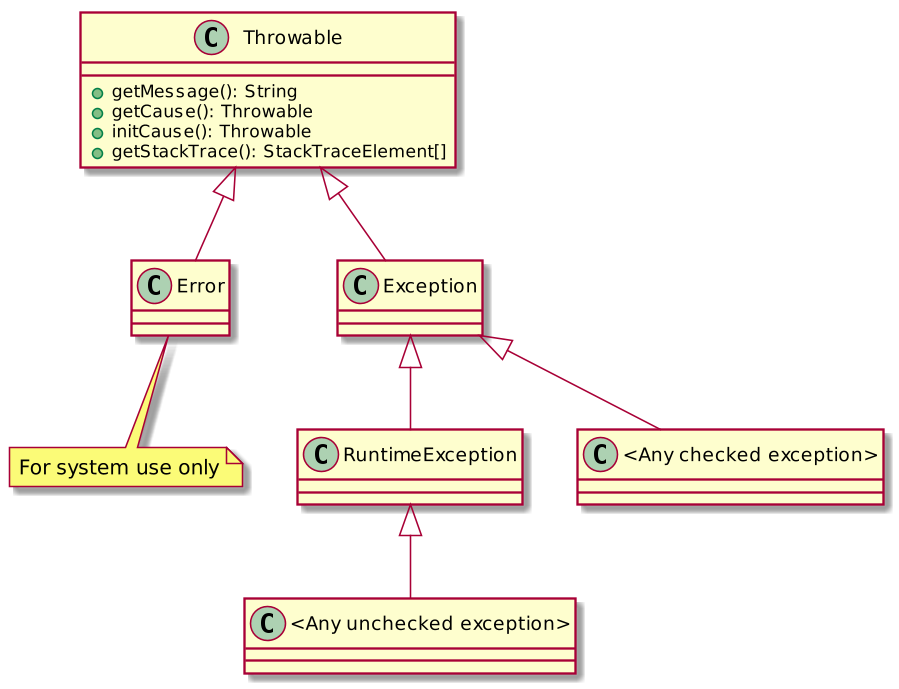 C Throwable
getMessage(): String
getCause(): Throwable
initCause(): Throwable
getStackTrace(): StackTraceElement[]
C Error
C Exception
For system use only
C RuntimeException
C <Any checked exception>
C <Any unchecked exception>